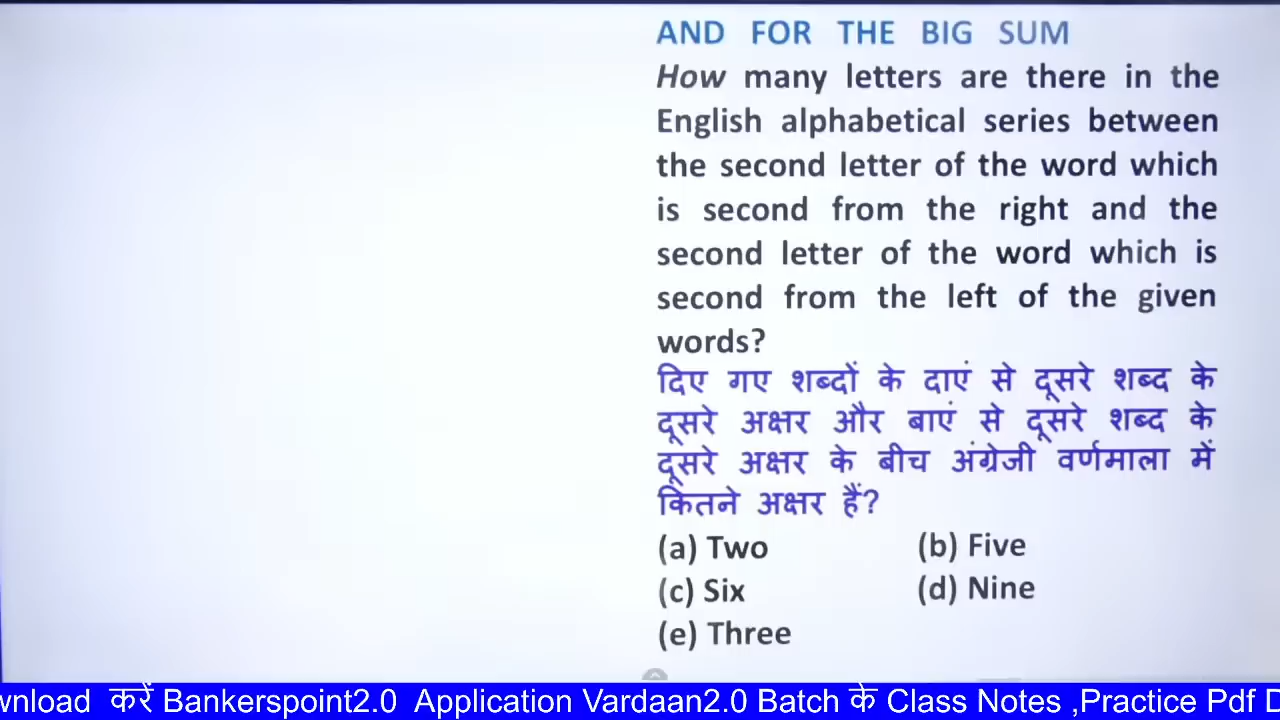 AND FOR THE BIG SUM
How many letters are there in the
English alphabetical series between
the second letter of the word which
is second from the right and the
second letter of the word which is
second from the left of the given
words?
दिए गए शब्दों के दाएं से दूसरे शब्द के
दूसरे अक्षर और बाएं से दूसरे शब्द के
दूसरे अक्षर के बीच अंग्रेजी वर्णमाला में
कितने अक्षर हैं?
(a) Two (b) Five
(c) Six (d) Nine
(e) Three
wnload करें Bankerspoint2.0 Application Vardaan2.0 Batch के Class Notes ,Practice Pdf D